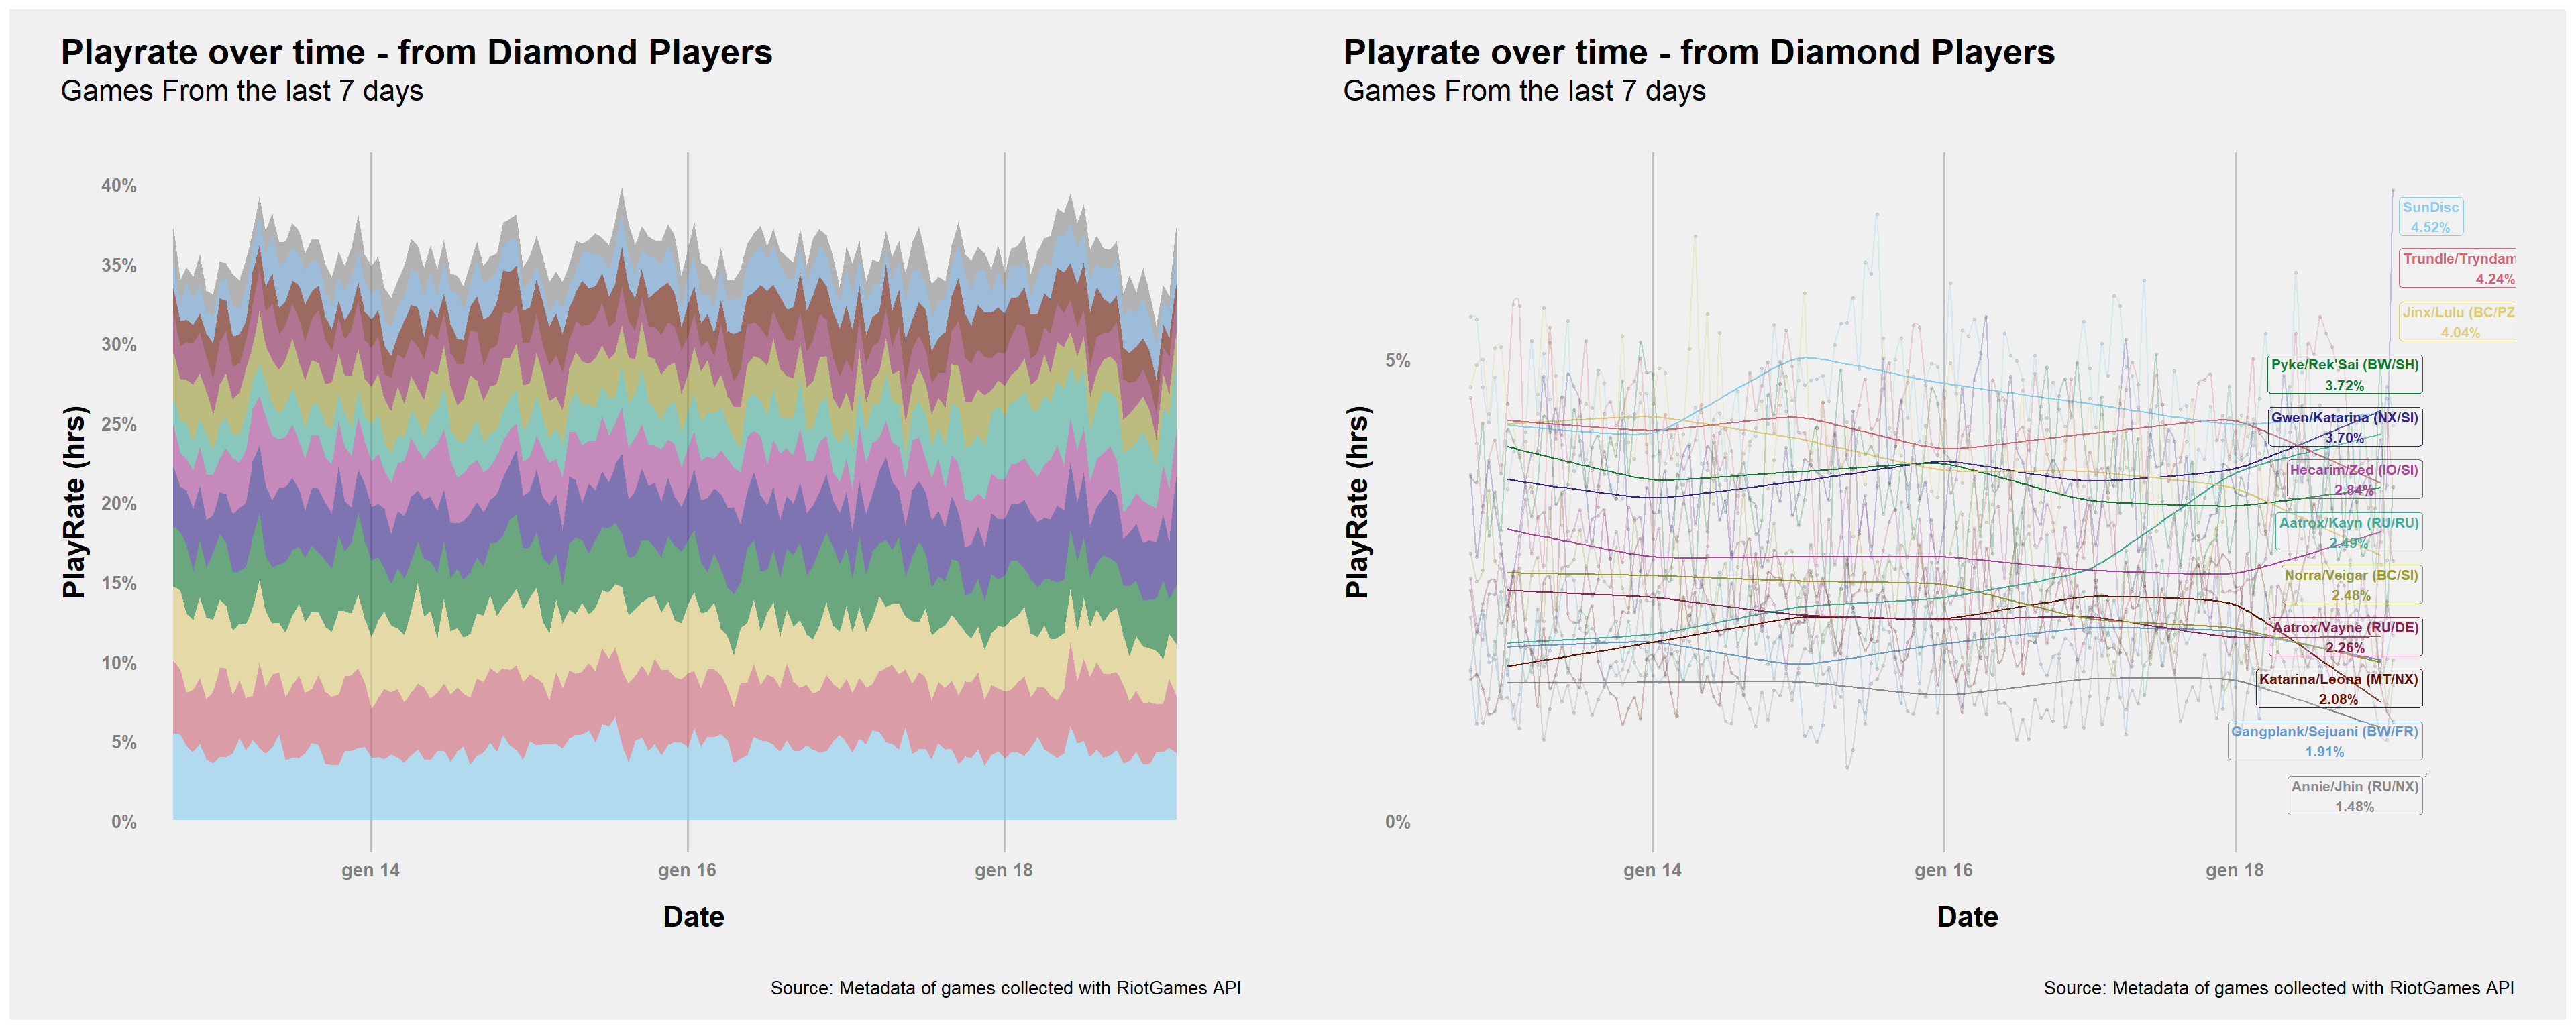 Playrate over time - from Diamond Players
Games From the last 7 days
PlayRate (hrs)
40%
35%
30%
25%
20%
15%
10%
5%
0%
gen 14
gen 16
gen 18
Date
Source: Metadata of games collected with RiotGames API
Playrate over time - from Diamond Players
Games From the last 7 days
PlayRate (hrs)
5%
0%
SunDisc
4.52%
Trundle/Tryndam
4.24%
Jinx/Lulu (BC/PZ
4.04%
Pyke/Rek'Sai (BW/SH)
3.72%
Gwen/Katarina (NX/SI)
3.70%
Hecarim/Zed (IO/SI)
2.84%
Aatrox/Kayn (RU/RU)
2.49%
Norra/Veigar (BC/SI)
2.48%
Aatrox/Vayne (RU/DE)
2.26%
Katarina/Leona (MT/NX)
2.08%
Gangplank/Sejuani (BW/FR)
1.91%
Annie/Jhin (RU/NX)
1.48%
gen 14
gen 16
gen 18
Date
Source: Metadata of games collected with RiotGames API